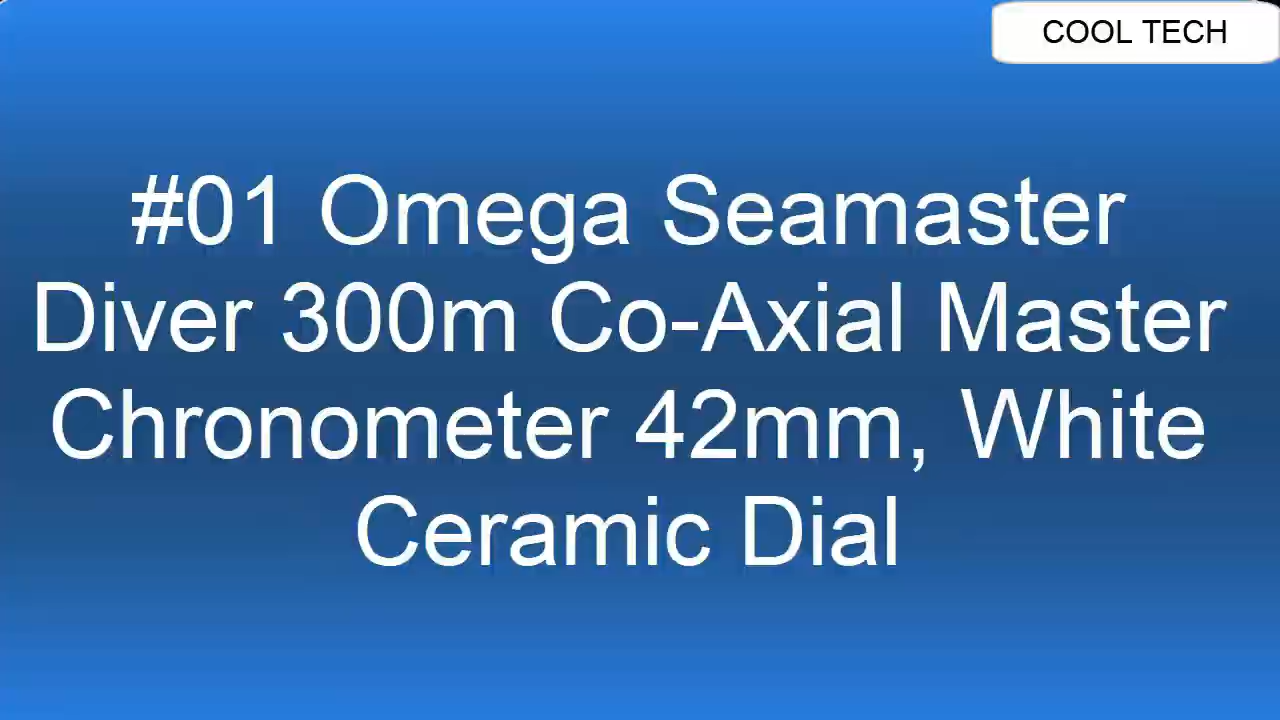 COOL TECH
#01 Omega Seamaster
Diver 300m Co-Axial Master
Chronometer 42mm, White
Ceramic Dial